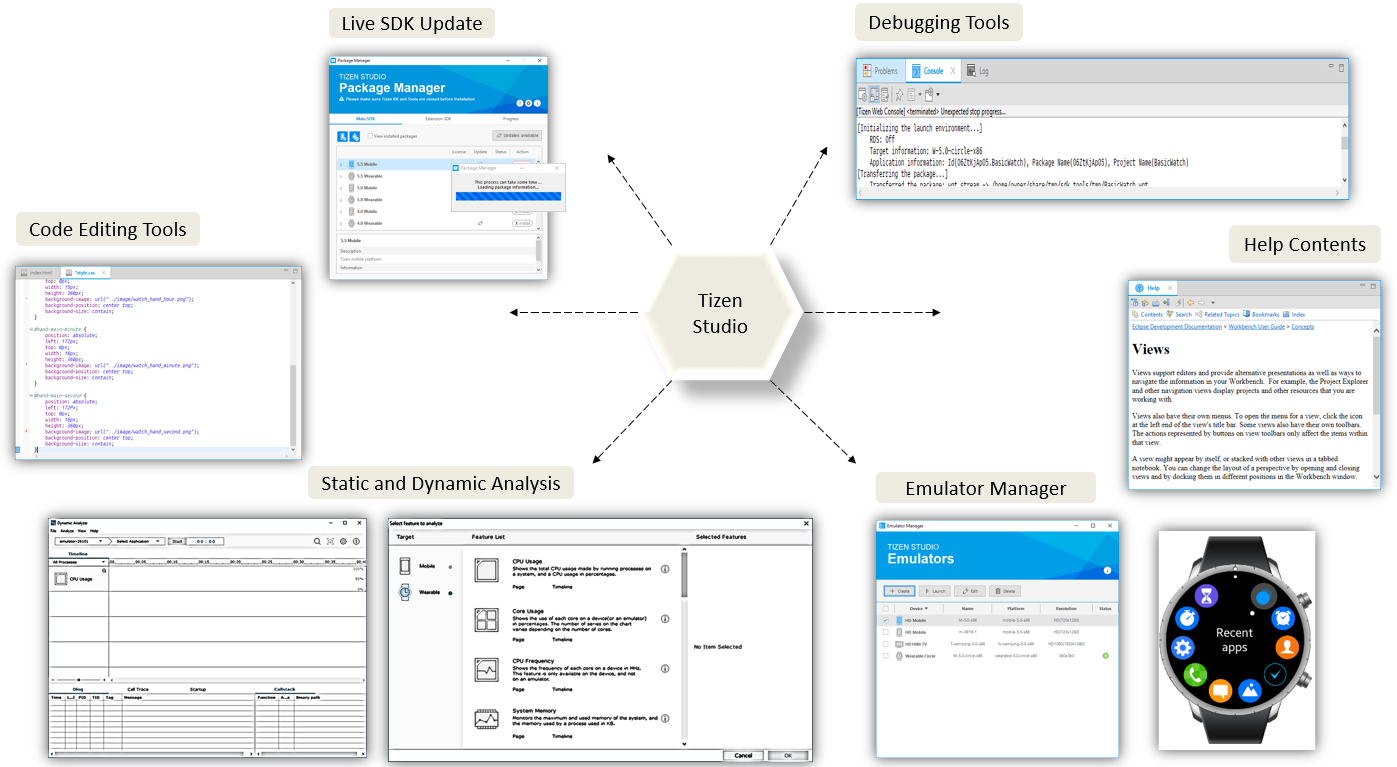 Live SDK Update
Debugging Tools
Package Manager
TIZEN STUDIO
Package Manager
Please make sure Tizen IDE and Tools are closed before installation
Main SDK Extension SDK Progress
View installed packages Updates available
License Update Status Action
5.5 Mobile
5.5 Wearable
5.0 Mobile
5.0 Wearable
4.0 Mobile
4.0 Wearable
Package Manager
This process can take some time ...
Loading package information...
5.5 Mobile
Description
Tizen mobile platform.
Information
Problems Console Log
[Tizen Web Console] <terminated> Unexpected stop progress...
[Initializing the launch environment...]
RDS: Off
Target information: W-5.0-circle-x86
Application information: Id(O6ZtKjApO5.BasicWatch), Package Name(O6ZtKjApO5), Project Name(BasicWatch)
[Transferring the package...]
Code Editing Tools
index.html *style.css
top: 0px;
width: 15px;
height: 360px;
background-image: url("../image/watch_hand_hour.png");
background-position: center top;
background-size: contain;
}
#hand-main-minute {
position: absolute;
left: 172px;
top: 0px;
width: 16px;
height: 360px;
background-image: url("../image/watch_hand_minute.png");
background-position: center top;
background-size: contain;
}
#hand-main-second {
position: absolute;
left: 172px;
top: 0px;
width: 16px;
height: 360px;
background-image: url("../image/watch_hand_second.png");
background-position: center top;
background-size: contain;
}
Tizen
Studio
Help Contents
Help
Contents Search Related Topics Bookmarks Index
Eclipse Development Documentation > Workbench User Guide > Concepts
Views
Views support editors and provide alternative presentations as well as ways to
navigate the information in your Workbench. For example, the Project Explorer
and other navigation views display projects and other resources that you are
working with.
Views also have their own menus. To open the menu for a view, click the icon
at the left end of the view's title bar. Some views also have their own toolbars.
The actions represented by buttons on view toolbars only affect the items within
that view.
A view might appear by itself, or stacked with other views in a tabbed
notebook. You can change the layout of a perspective by opening and closing
views and by docking them in different positions in the Workbench window.
Static and Dynamic Analysis
Dynamic Analyzer
File Analyze View Help
emulator-26101 Select Application Start 00:00
Timeline
All Processes 00:00 00:05 00:10 00:15 00:20 00:25 00:30 00:35
CPU Usage
100%
50%
0%
Dlog Call Trace Startup Callstack
Time L...l PID TID Tag Message Function A...s Binary path
Select feature to analyze
Target Feature List Selected Features
Mobile
Wearable
CPU Usage
Shows the total CPU usage made by running processes on
a system, and a CPU usage in percentages.
Page Timeline
Core Usage
Shows the usage of each core on a device(or an emulator)
in percentages. The number of series on the chart
varies depending on the number of cores.
Page Timeline
CPU Frequency
Shows the frequency of each core on a device in MHz.
This feature is only available on the device, and not
on an emulator.
Page Timeline
System Memory
Monitors the maximum and used memory of the system, and
the memory used by a process used in KB.
Page Timeline
No Item Selected
Cancel OK
Emulator Manager
Emulator Manager
TIZEN STUDIO
Emulators
Create Launch Edit Delete
Device Name Platform Resolution Status
HD Mobile M-5.0-x86 mobile-5.0-x86 HD(720x1280)
HD Mobile m-0819-1 mobile-5.5-x86 HD(720x1280)
HD1080 TV T-samsung-5.0-x86 tv-samsung-5.0-x86 HD1080(1920x1080)
Wearable Circle W-5.0-circle-x86 wearable-5.0-circle-x86 360x360
Recent
apps